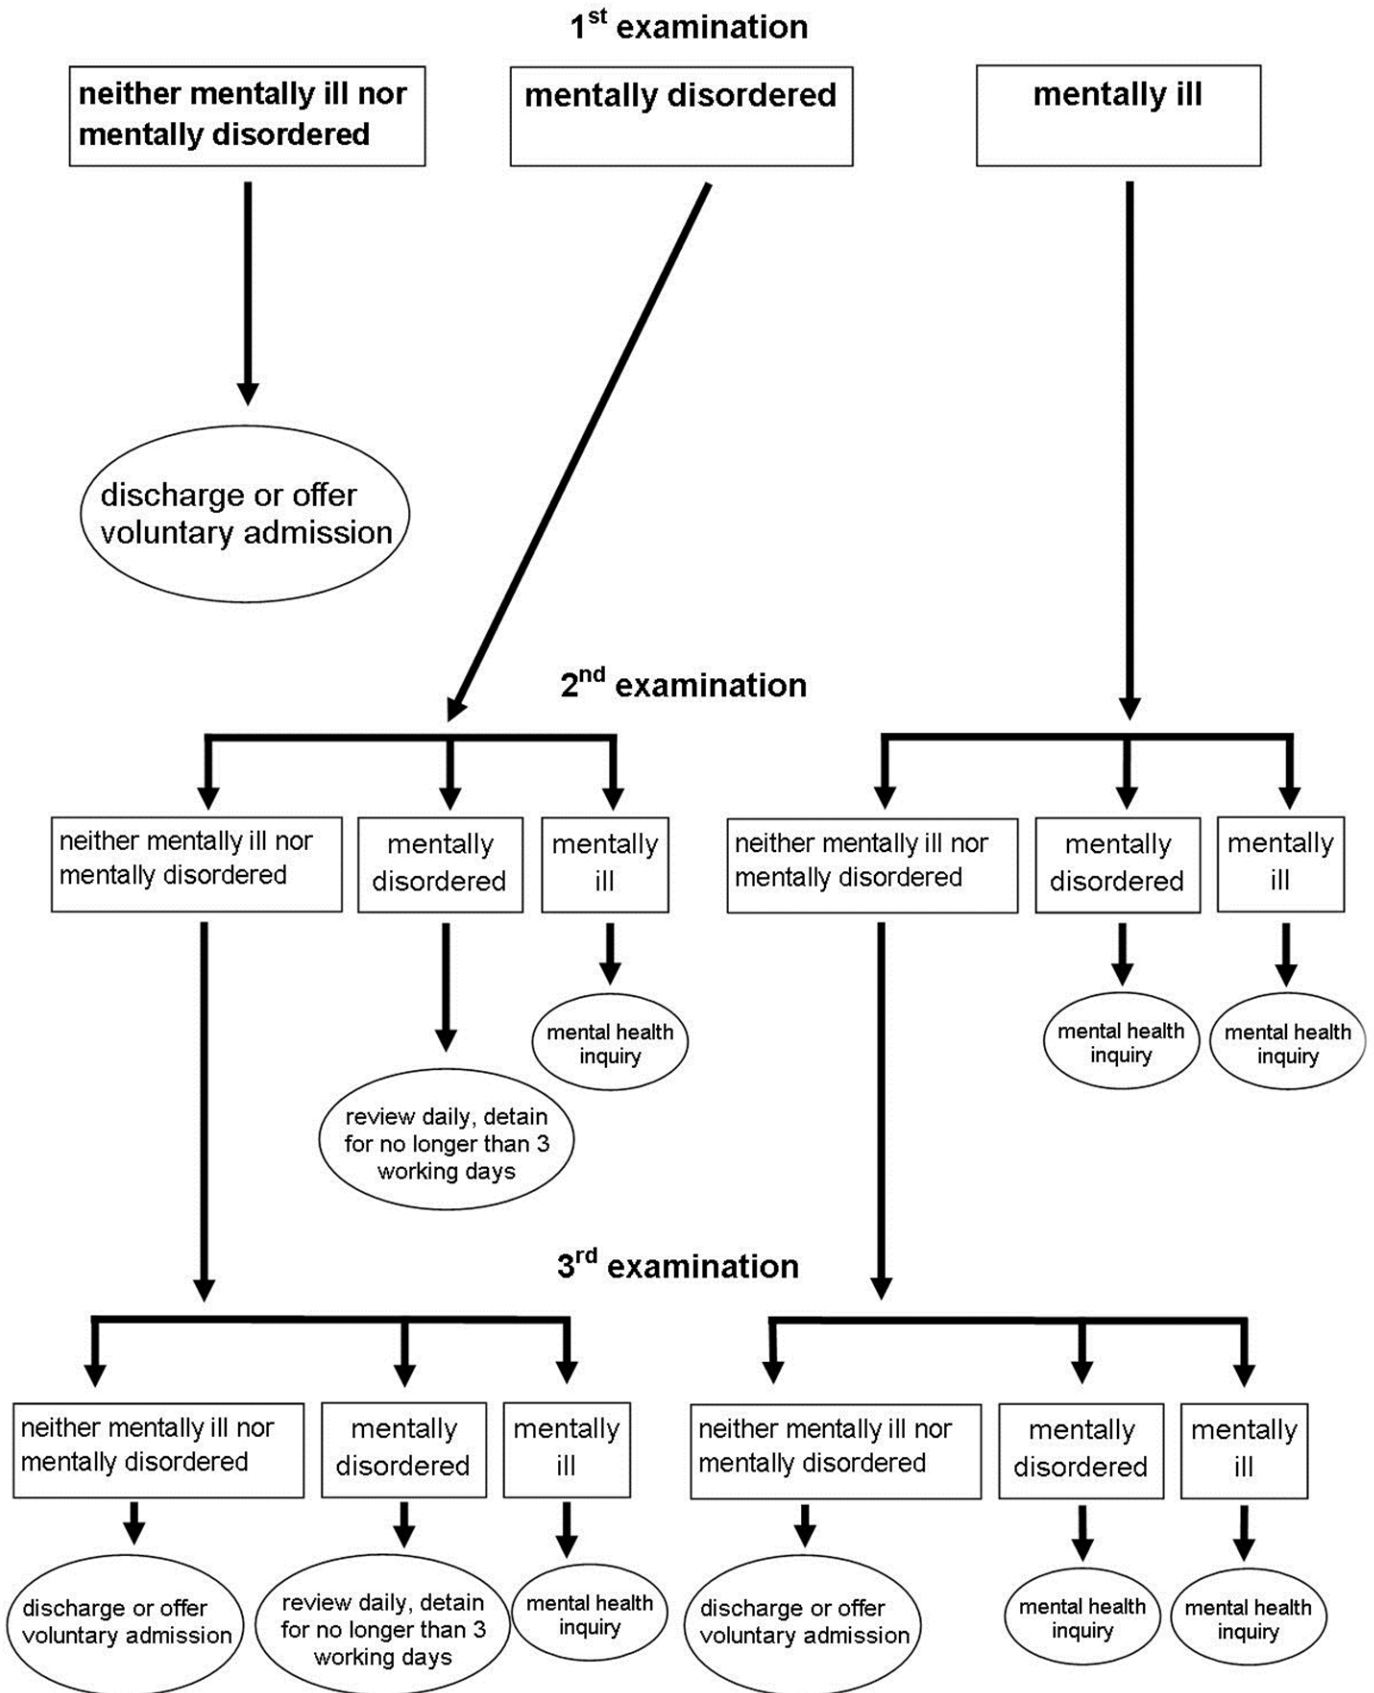 1st examination
neither mentally ill nor
mentally disordered
mentally disordered
mentally ill
discharge or offer
voluntary admission
2nd examination
neither mentally ill nor
mentally disordered
mentally
disordered
mentally
ill
neither mentally ill nor
mentally disordered
mentally
disordered
mentally
ill
mental health
inquiry
mental health
inquiry
mental health
inquiry
review daily, detain
for no longer than 3
working days
3rd examination
neither mentally ill nor
mentally disordered
mentally
disordered
mentally
ill
neither mentally ill nor
mentally disordered
mentally
disordered
mentally
ill
discharge or offer
voluntary admission
review daily, detain
for no longer than 3
working days
mental health
inquiry
discharge or offer
voluntary admission
mental health
inquiry
mental health
inquiry